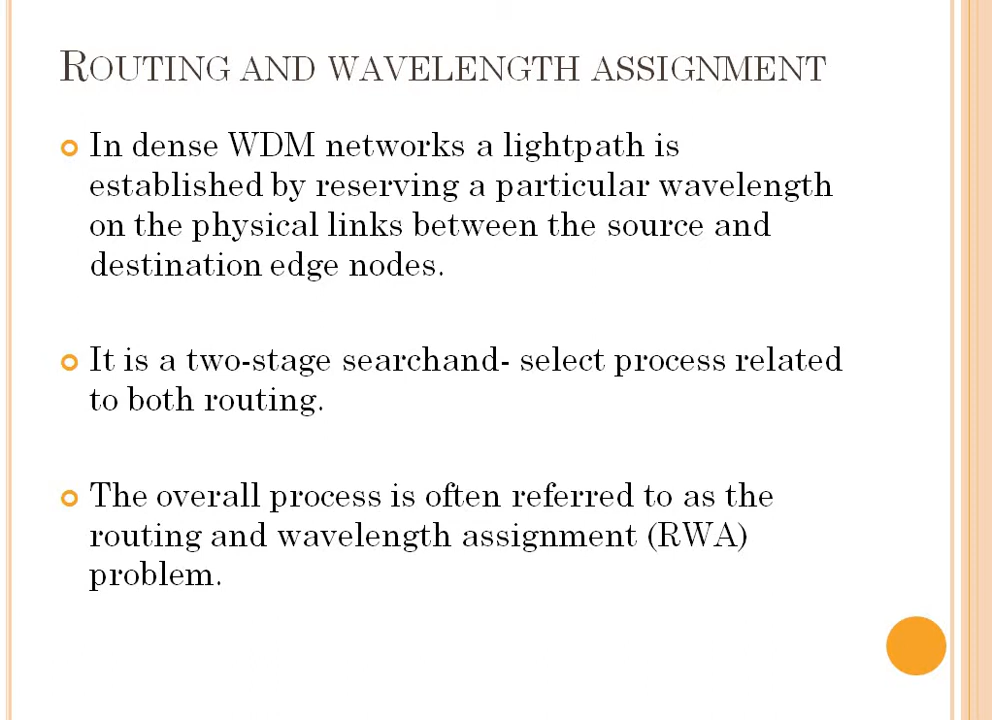 ROUTING AND WAVELENGTH ASSIGNMENT
In dense WDM networks a lightpath is
established by reserving a particular wavelength
on the physical links between the source and
destination edge nodes.
It is a two-stage searchand- select process related
to both routing.
The overall process is often referred to as the
routing and wavelength assignment (RWA)
problem.